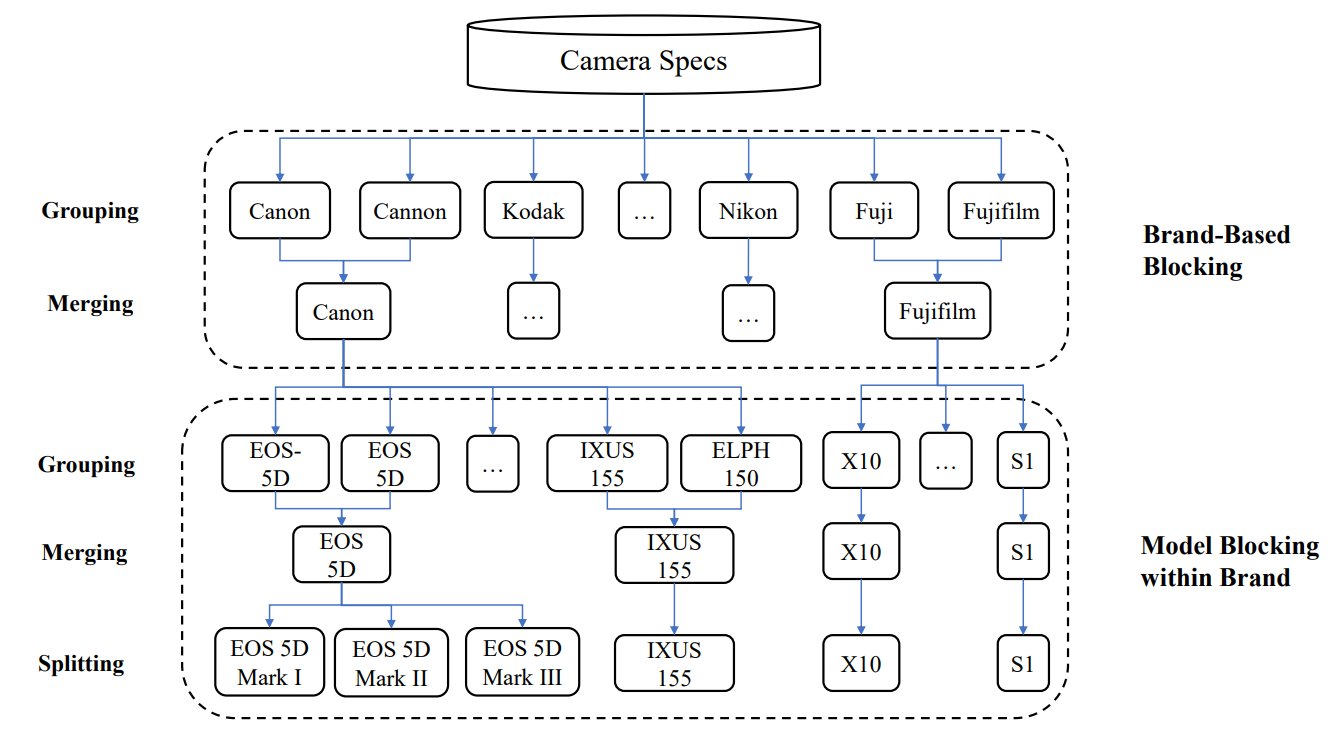 Camera Specs
Grouping
Canon
Cannon
Kodak
...
Nikon
Fuji
Fujifilm
Brand-Based
Blocking
Merging
Canon
...
...
Fujifilm
Grouping
EOS-
5D
EOS
5D
...
IXUS
155
ELPH
150
X10
...
S1
Merging
EOS
5D
IXUS
155
X10
S1
Model Blocking
within Brand
Splitting
EOS 5D
Mark I
EOS 5D
Mark II
EOS 5D
Mark III
IXUS
155
X10
S1